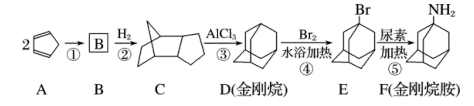 Br NH₂
2 ① B H₂ ② AlCl₃ ③ Br₂ 水浴加热 ④ 尿素 加热 ⑤
A B C D(金刚烷) E F(金刚烷胺)